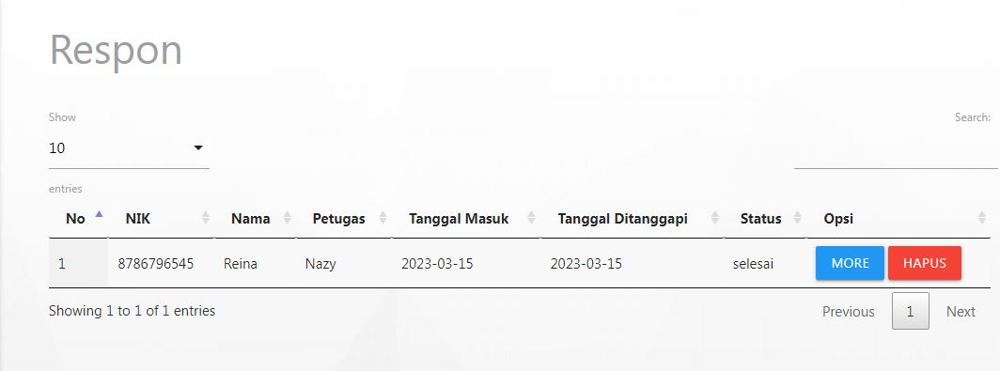 Respon
Show
Search:
10
entries
No NIK Nama Petugas Tanggal Masuk Tanggal Ditanggapi Status Opsi
1 8786796545 Reina Nazy 2023-03-15 2023-03-15 selesai MORE HAPUS
Showing 1 to 1 of 1 entries
Previous 1 Next